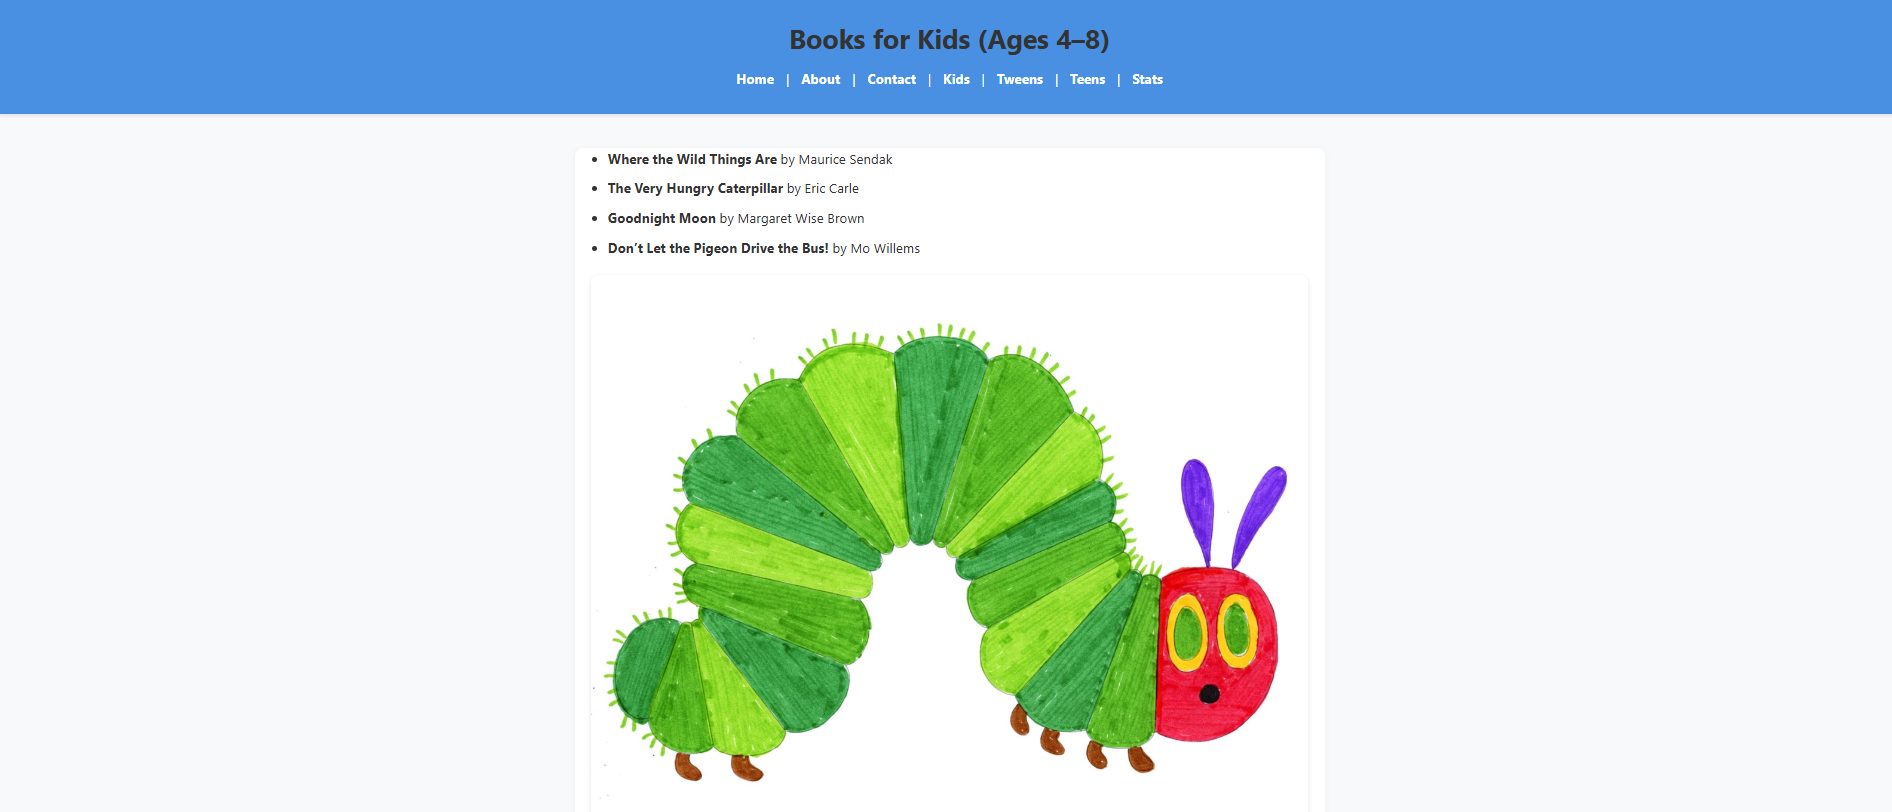 Books for Kids (Ages 4–8)
Home | About | Contact | Kids | Tweens | Teens | Stats
• Where the Wild Things Are by Maurice Sendak
• The Very Hungry Caterpillar by Eric Carle
• Goodnight Moon by Margaret Wise Brown
• Don’t Let the Pigeon Drive the Bus! by Mo Willems